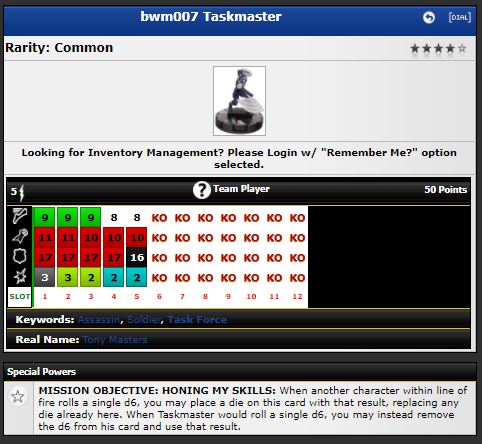 bwm007 Taskmaster [DIAL]
Rarity: Common
Looking for Inventory Management? Please Login w/ "Remember Me?" option
selected.
5 ? Team Player 50 Points
9 9 9 8 8 KO KO KO KO KO KO KO
11 11 10 10 10 KO KO KO KO KO KO KO
17 17 17 17 16 KO KO KO KO KO KO KO
3 3 2 2 2 KO KO KO KO KO KO KO
SLOT 1 2 3 4 5 6 7 8 9 10 11 12
Keywords: Assassin, Soldier, Task Force
Real Name: Tony Masters
Special Powers
MISSION OBJECTIVE: HONING MY SKILLS: When another character within line of
fire rolls a single d6, you may place a die on this card with that result, replacing any
die already here. When Taskmaster would roll a single d6, you may instead remove
the d6 from his card and use that result.